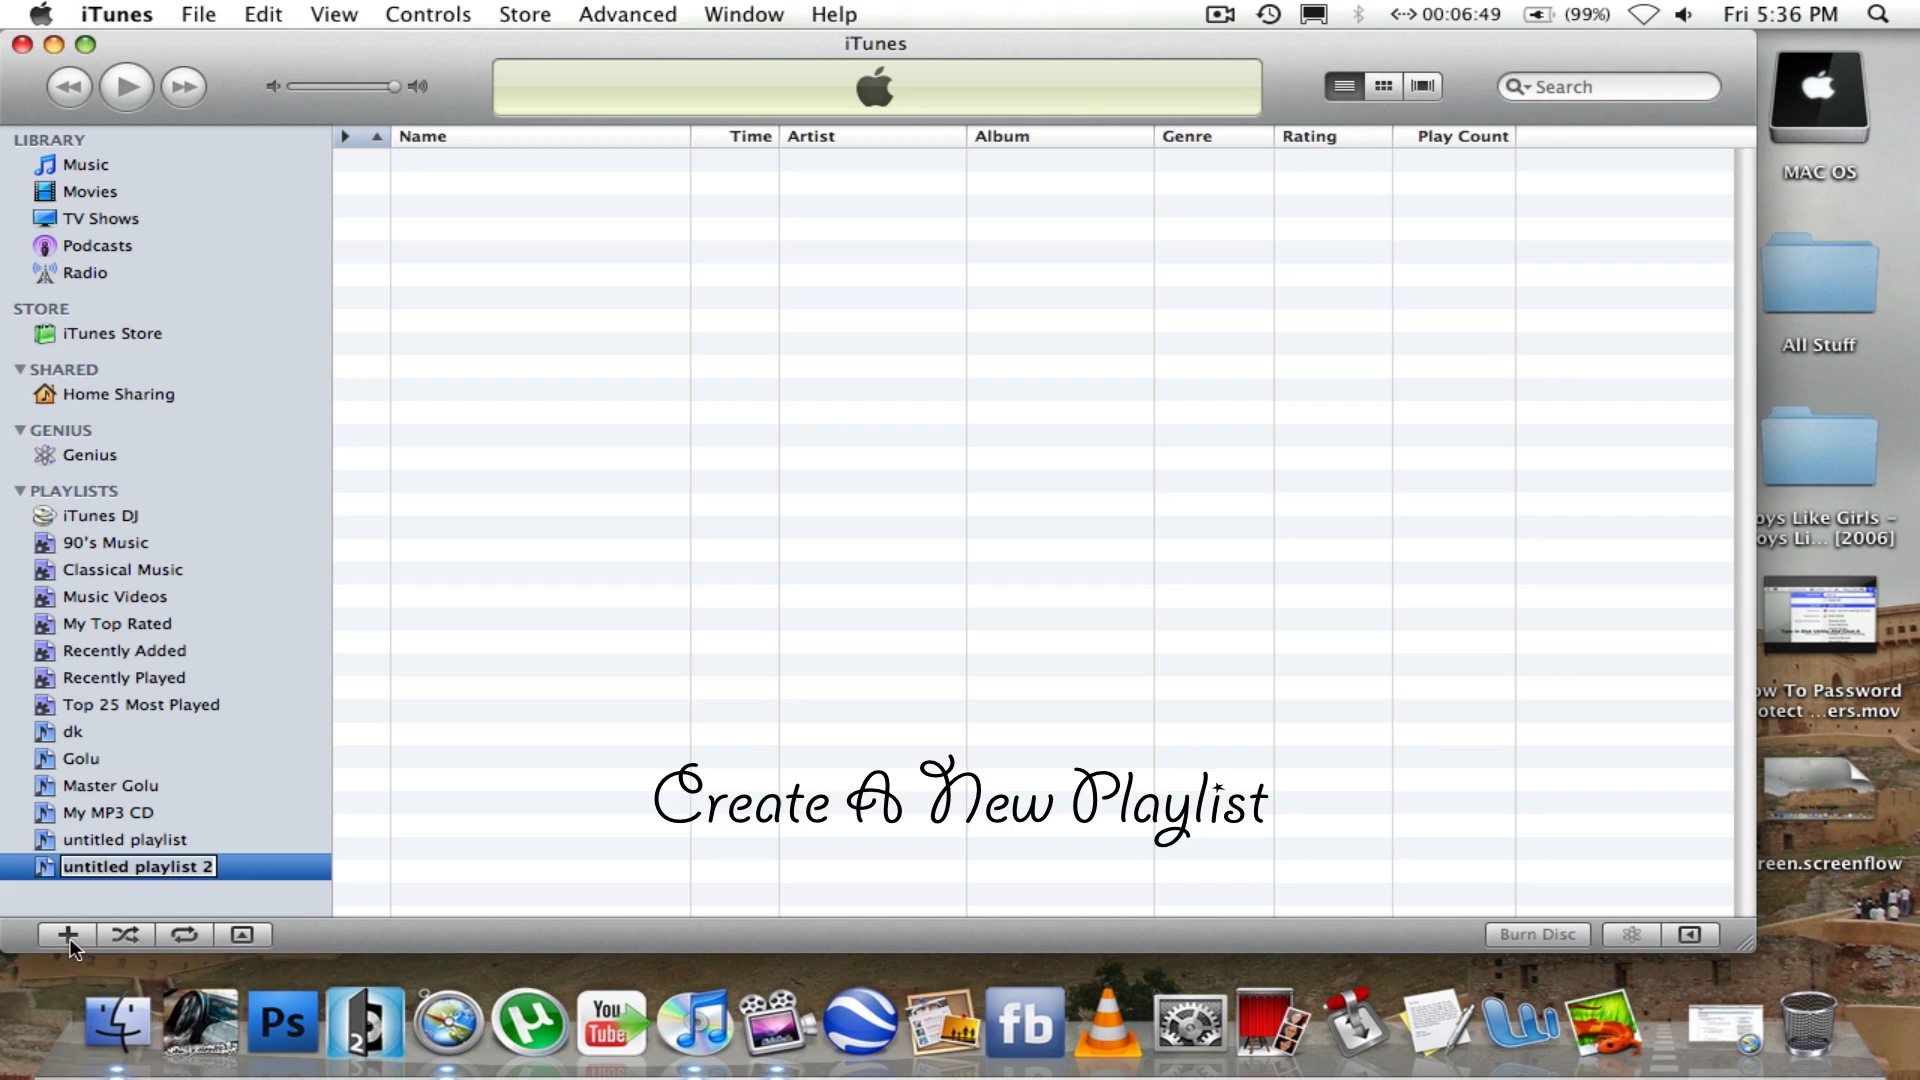 iTunes File Edit View Controls Store Advanced Window Help
00:06:49 (99%) Fri 5:36 PM
iTunes
Search
LIBRARY
Music
Movies
TV Shows
Podcasts
Radio
STORE
iTunes Store
SHARED
Home Sharing
GENIUS
Genius
PLAYLISTS
iTunes DJ
90's Music
Classical Music
Music Videos
My Top Rated
Recently Added
Recently Played
Top 25 Most Played
dk
Golu
Master Golu
My MP3 CD
untitled playlist
untitled playlist 2
Name Time Artist Album Genre Rating Play Count
Create A New Playlist
Burn Disc
MAC OS
All Stuff
oys Like Girls –
oys Li... [2006]
ow To Password
otect ...ers.mov
reen.screenflow
Ps
2
You
Tube
fb